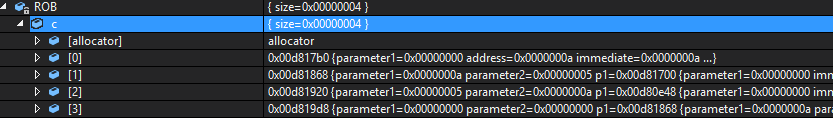 ROB { size=0x00000004 }
c { size=0x00000004 }
[allocator] allocator
[0] 0x00d817b0 {parameter1=0x00000000 address=0x0000000a immediate=0x0000000a ...}
[1] 0x00d81868 {parameter1=0x0000000a parameter2=0x00000005 p1=0x00d81700 {parameter1=0x00000000 imm
[2] 0x00d81920 {parameter1=0x00000005 parameter2=0x0000000a p1=0x00d80e48 {parameter1=0x00000000 imm
[3] 0x00d819d8 {parameter1=0x00000000 parameter2=0x00000000 p1=0x00d81868 {parameter1=0x0000000a para